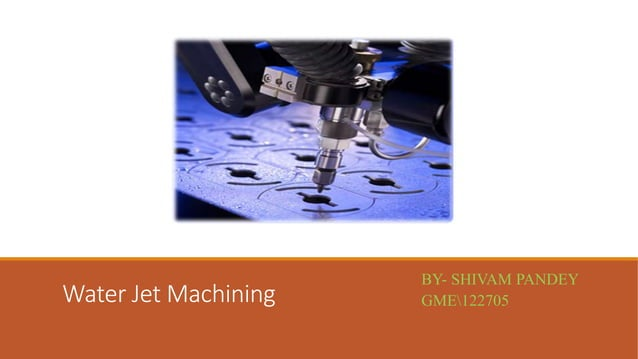 Water Jet Machining
BY- SHIVAM PANDEY
GME\122705